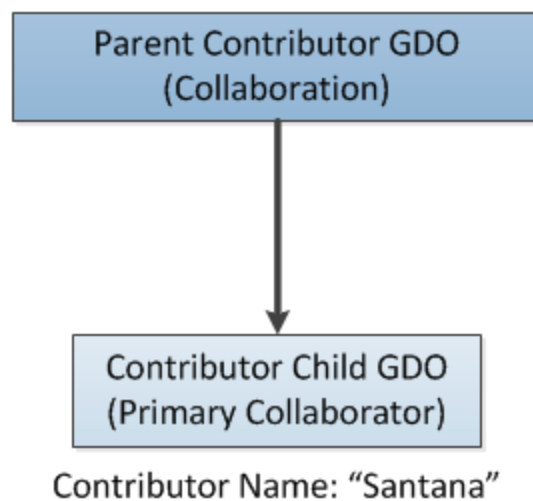 Parent Contributor GDO
(Collaboration)
Contributor Child GDO
(Primary Collaborator)
Contributor Name: “Santana”